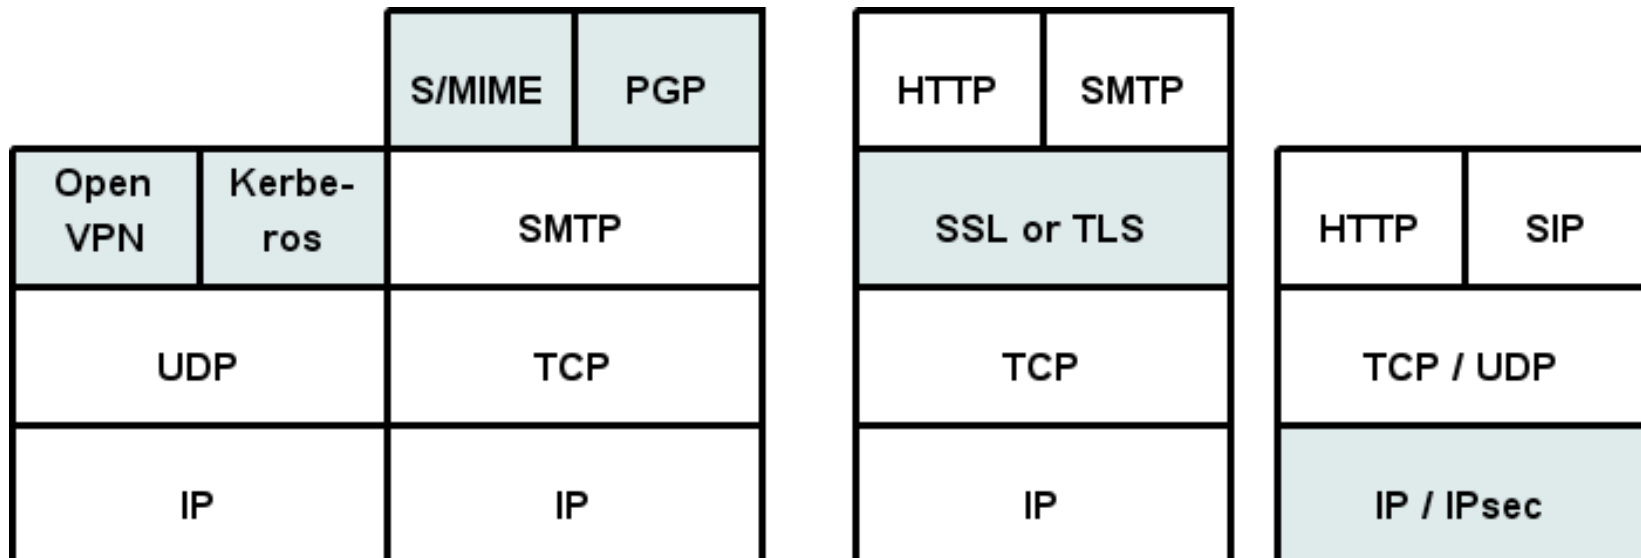 S/MIME PGP HTTP SMTP
Open Kerbe-
VPN ros SMTP SSL or TLS HTTP SIP
UDP TCP TCP TCP / UDP
IP IP IP IP / IPsec